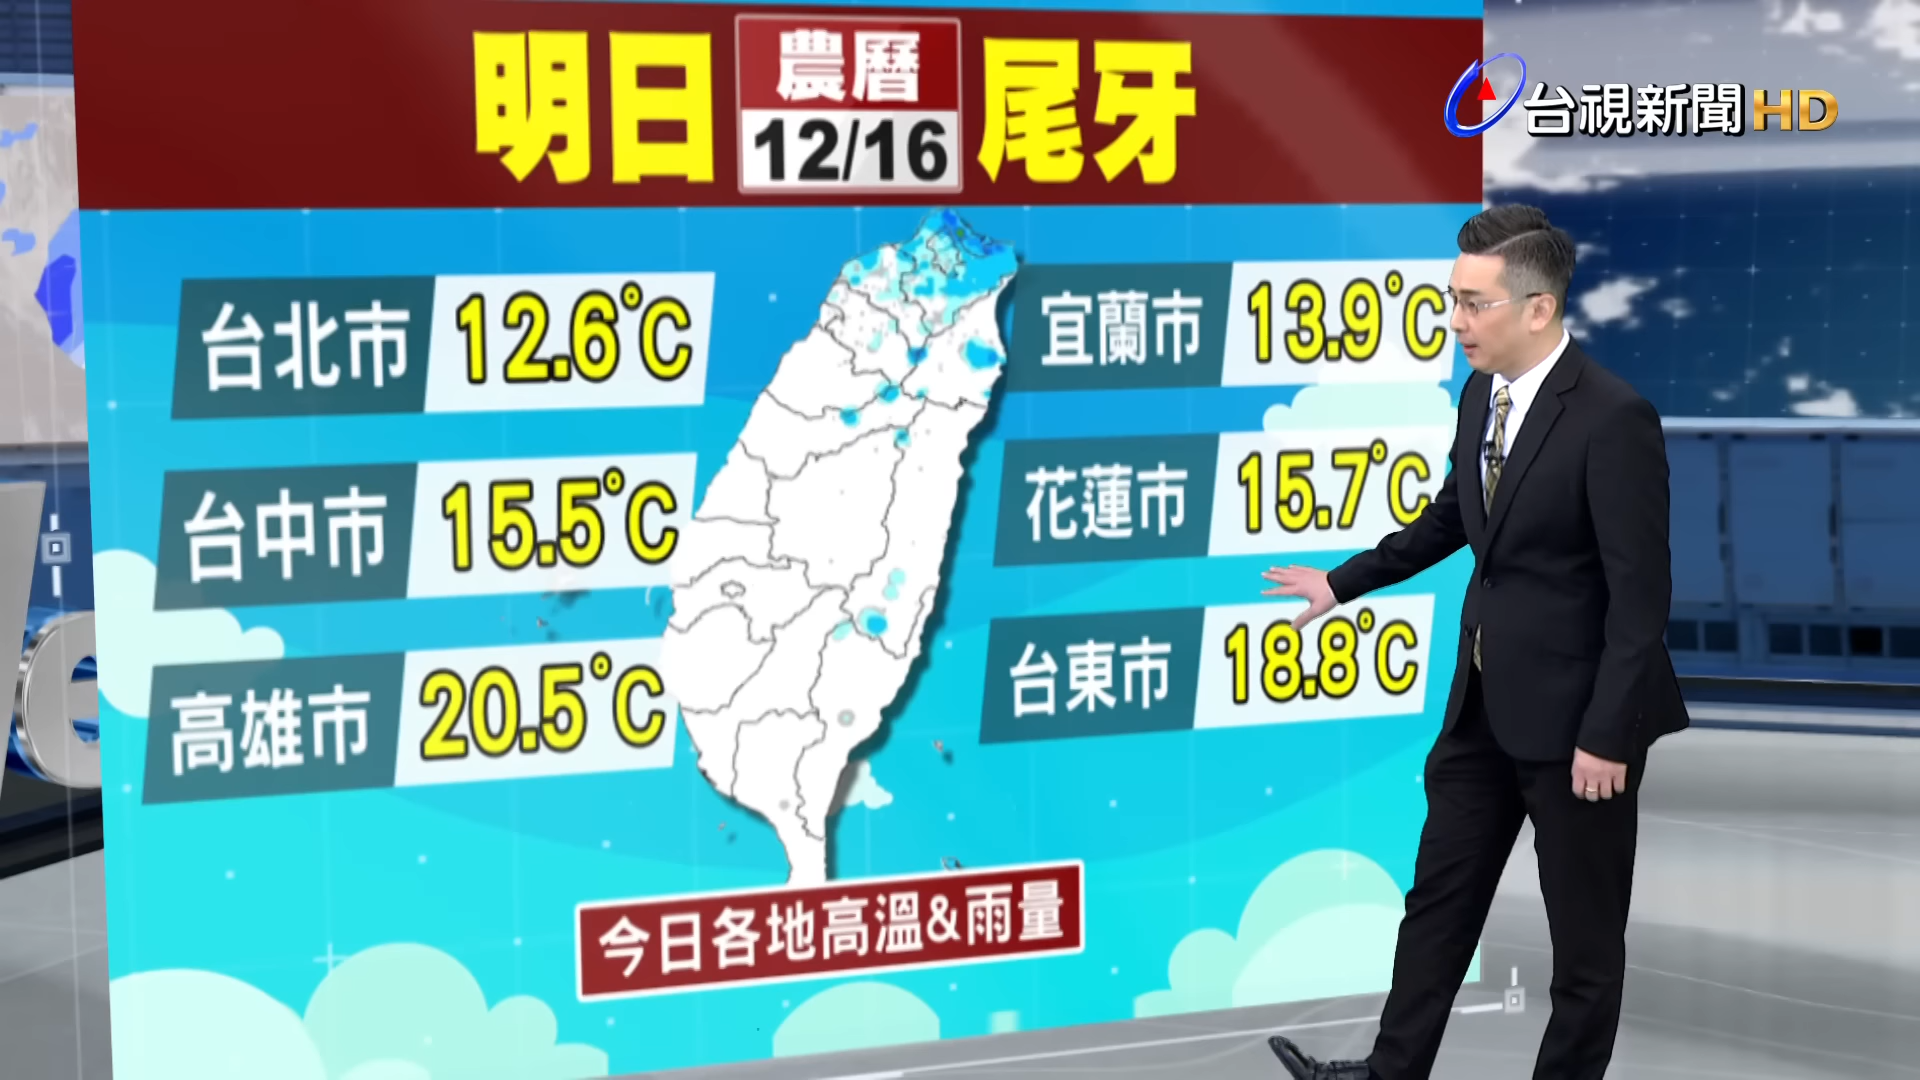 明日 農曆 12/16 尾牙
台視新聞HD
台北市 12.6°C
宜蘭市 13.9°C
台中市 15.5°C
花蓮市 15.7°C
高雄市 20.5°C
台東市 18.8°C
今日各地高溫&雨量